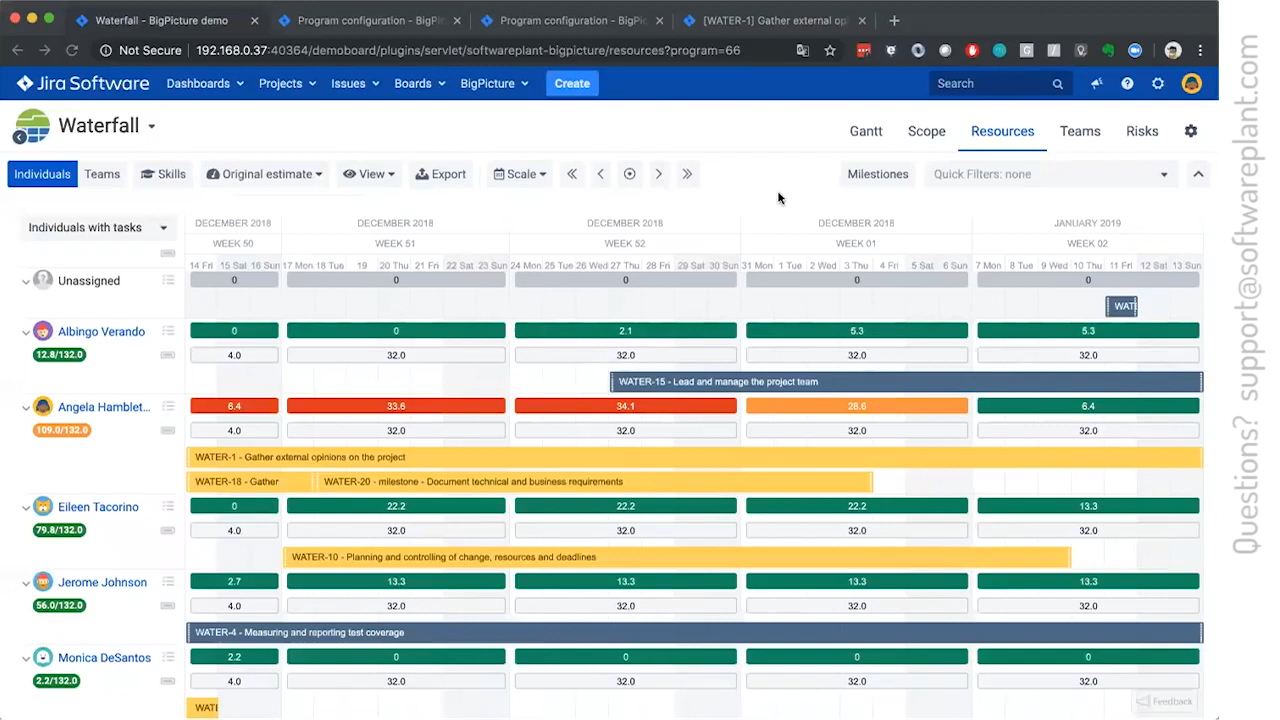 Waterfall - BigPicture demo
Program configuration - BigPic
Program configuration - BigPic
[WATER-1] Gather external opi
Not Secure
192.168.0.37:40364/demoboard/plugins/servlet/softwareplant-bigpicture/resources?program=66
Jira Software
Dashboards
Projects
Issues
Boards
BigPicture
Create
Search
Waterfall
Gantt
Scope
Resources
Teams
Risks
Individuals
Teams
Skills
Original estimate
View
Export
Scale
Milestones
Quick Filters: none
Individuals with tasks
DECEMBER 2018 DECEMBER 2018 DECEMBER 2018 DECEMBER 2018 JANUARY 2019
WEEK 50 WEEK 51 WEEK 52 WEEK 01 WEEK 02
14 Fri 15 Sat 16 Sun 17 Mon 18 Tue 19 20 Thu 21 Fri 22 Sat 23 Sun 24 Mon 25 Tue 26 Wed 27 Thu 28 Fri 29 Sat 30 Sun 31 Mon 1 Tue 2 Wed 3 Thu 4 Fri 5 Sat 6 Sun 7 Mon 8 Tue 9 Wed 10 Thu 11 Fri 12 Sat 13 Sun
Unassigned
0 0 0 0 0
WAT
Albingo Verando
0 0 2.1 5.3 5.3
12.8/132.0
4.0 32.0 32.0 32.0 32.0
WATER-15 - Lead and manage the project team
Angela Hamblet...
6.4 33.6 34.1 28.6 6.4
109.0/132.0
4.0 32.0 32.0 32.0 32.0
WATER-1 - Gather external opinions on the project
WATER-18 - Gather
WATER-20 - milestone - Document technical and business requirements
Eileen Tacorino
0 22.2 22.2 22.2 13.3
79.8/132.0
4.0 32.0 32.0 32.0 32.0
WATER-10 - Planning and controlling of change, resources and deadlines
Jerome Johnson
2.7 13.3 13.3 13.3 13.3
56.0/132.0
4.0 32.0 32.0 32.0 32.0
WATER-4 - Measuring and reporting test coverage
Monica DeSantos
2.2 0 0 0 0
2.2/132.0
4.0 32.0 32.0 32.0 32.0
WATE
Feedback
Questions? support@softwareplant.com